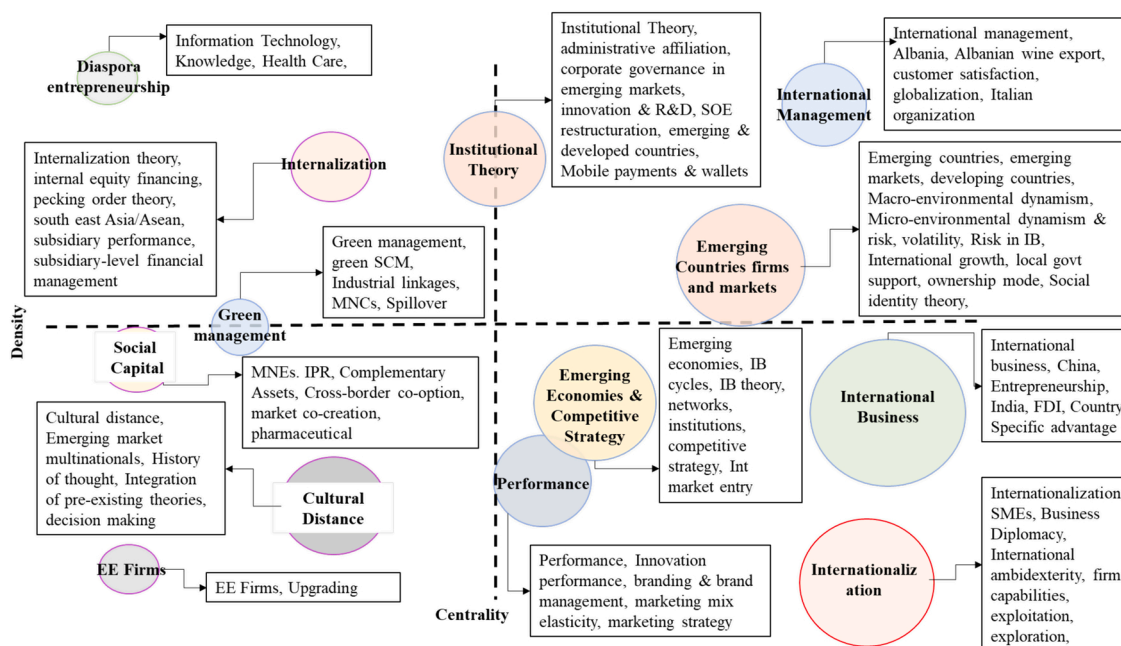 Diaspora
entrepreneurship
Information Technology,
Knowledge, Health Care,
Institutional Theory,
administrative affiliation,
corporate governance in
emerging markets,
innovation & R&D, SOE
restructuration, emerging &
developed countries,
Mobile payments & wallets
Institutional
Theory
International
Management
International management,
Albania, Albanian wine export,
customer satisfaction,
globalization, Italian
organization
Internalization
Internalization theory,
internal equity financing,
pecking order theory,
south east Asia/Asean,
subsidiary performance,
subsidiary-level financial
management
Green management,
green SCM,
Industrial linkages,
MNCs, Spillover
Green
management
Emerging
Countries firms
and markets
Emerging countries, emerging
markets, developing countries,
Macro-environmental dynamism,
Micro-environmental dynamism &
risk, volatility, Risk in IB,
International growth, local govt
support, ownership mode, Social
identity theory,
Density
Social
Capital
MNEs. IPR, Complementary
Assets, Cross-border co-option,
market co-creation,
pharmaceutical
Cultural distance,
Emerging market
multinationals, History
of thought, Integration
of pre-existing theories,
decision making
Cultural
Distance
EE Firms
EE Firms, Upgrading
Emerging
Economies &
Competitive
Strategy
Emerging
economies, IB
cycles, IB theory,
networks,
institutions,
competitive
strategy, Int
market entry
Performance
Performance, Innovation
performance, branding & brand
management, marketing mix
elasticity, marketing strategy
Centrality
International
Business
International
business, China,
Entrepreneurship,
India, FDI, Country
Specific advantage
Internationaliz
ation
Internationalization
SMEs, Business
Diplomacy,
International
ambidexterity, firm
capabilities,
exploitation,
exploration,